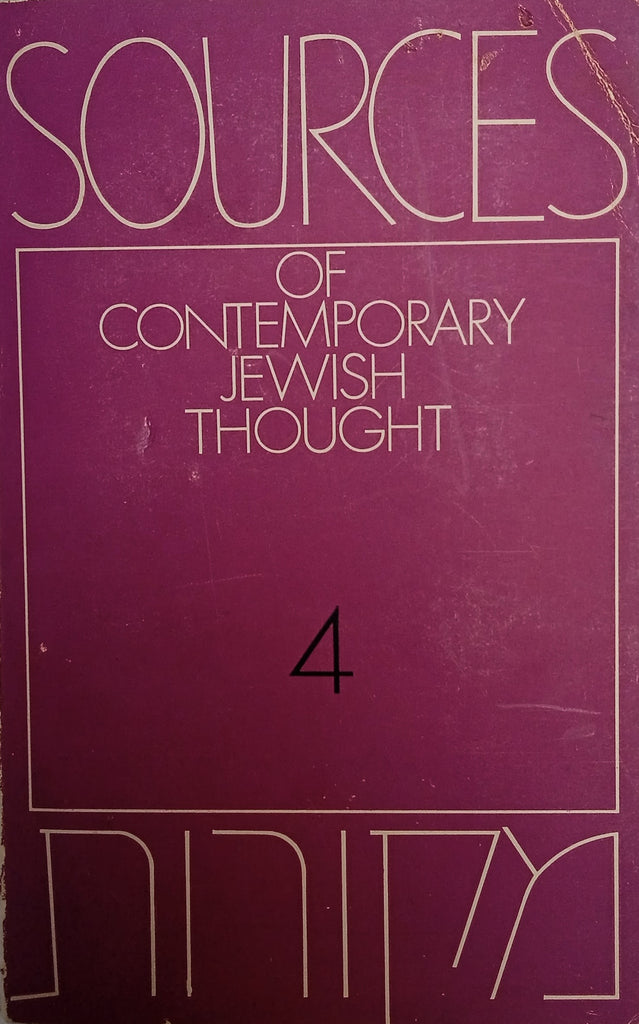 SOURCES
OF
CONTEMPORARY
JEWISH
THOUGHT
4
מקורות